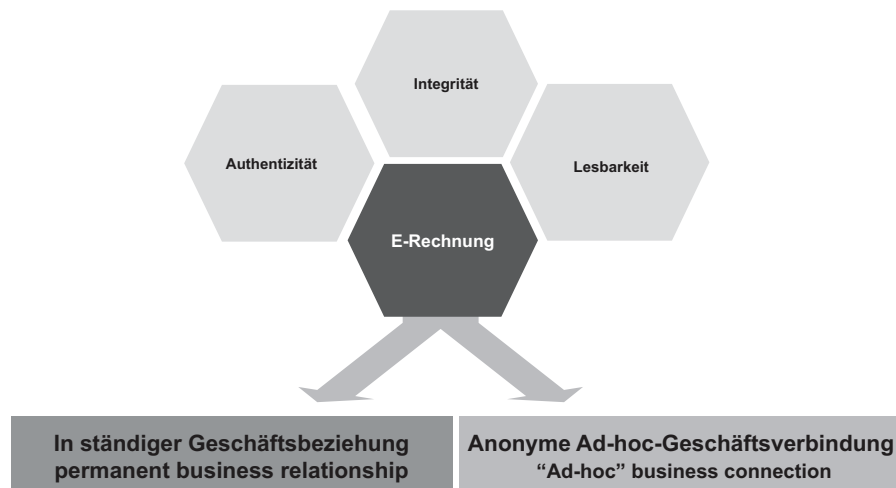 Integrität
Authentizität
Lesbarkeit
E-Rechnung
In ständiger Geschäftsbeziehung
permanent business relationship
Anonyme Ad-hoc-Geschäftsverbindung
“Ad-hoc” business connection